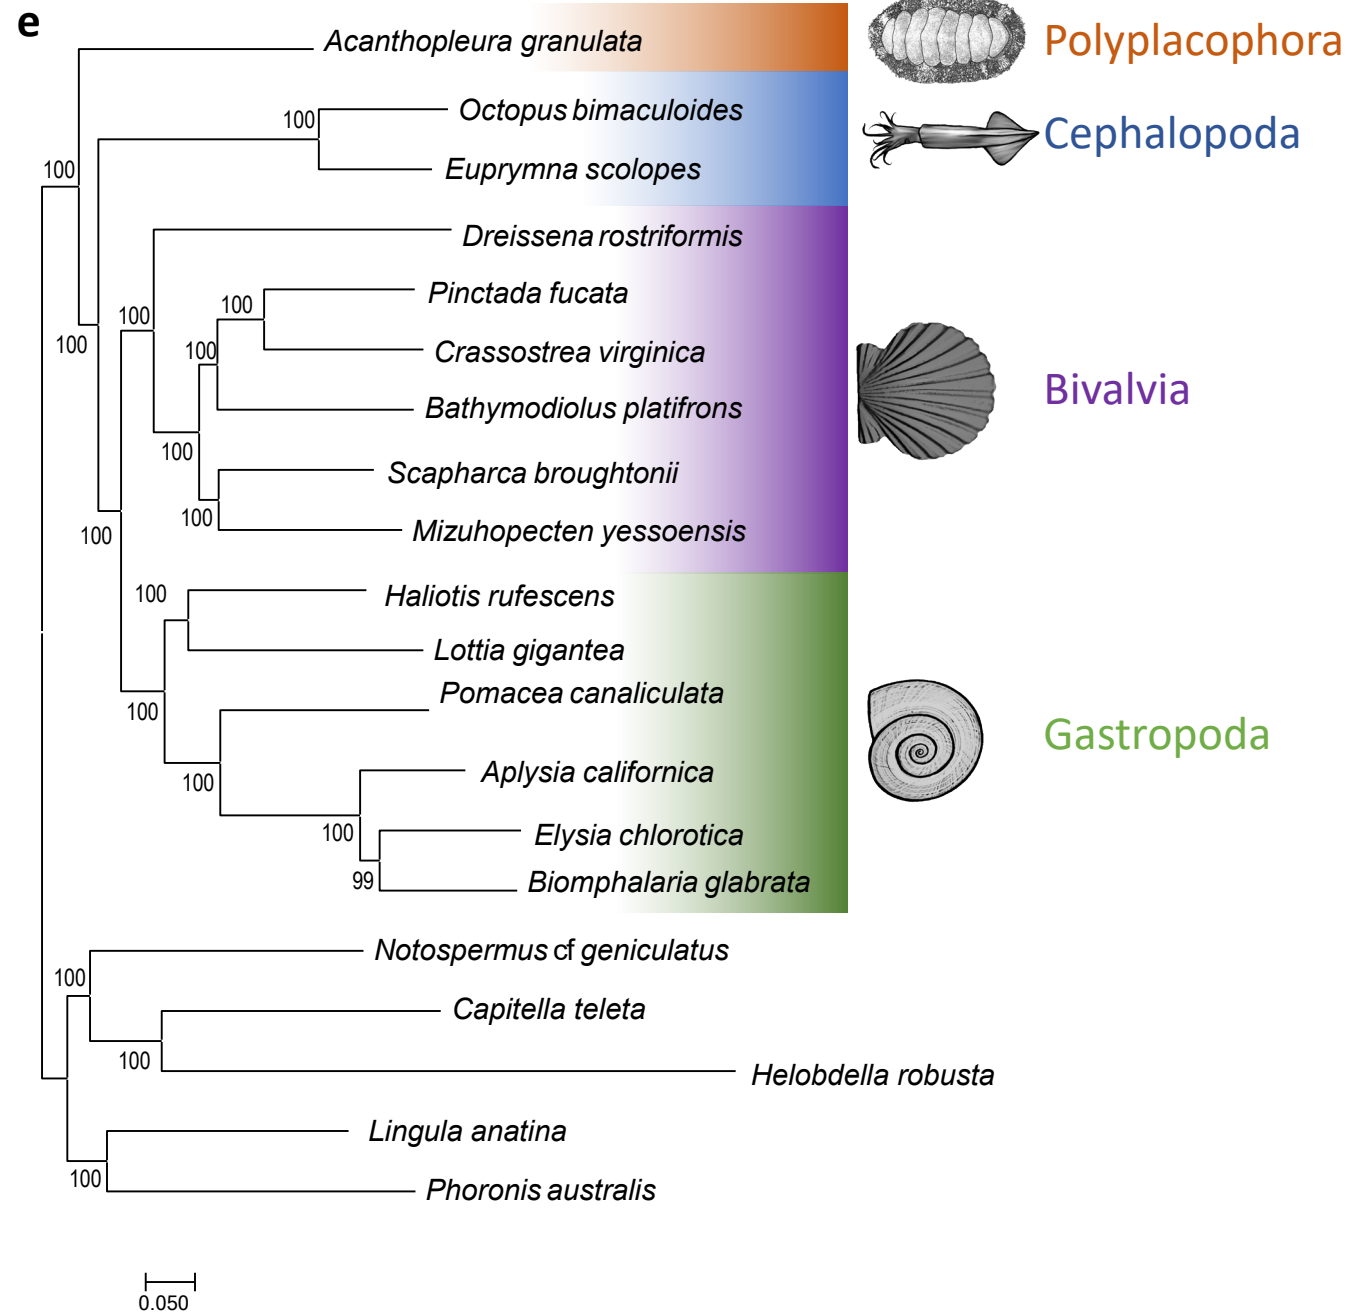 e
Acanthopleura granulata
Polyplacophora
100
Octopus bimaculoides
Cephalopoda
100
Euprymna scolopes
Dreissena rostriformis
100
Pinctada fucata
100
100
100
Crassostrea virginica
Bivalvia
Bathymodiolus platifrons
100
Scapharca broughtonii
100
Mizuhopecten yessoensis
100
100
Haliotis rufescens
Lottia gigantea
Pomacea canaliculata
100
Gastropoda
Aplysia californica
100
100
Elysia chlorotica
99
Biomphalaria glabrata
Notospermus cf geniculatus
100
Capitella teleta
100
Helobdella robusta
Lingula anatina
100
Phoronis australis
0.050